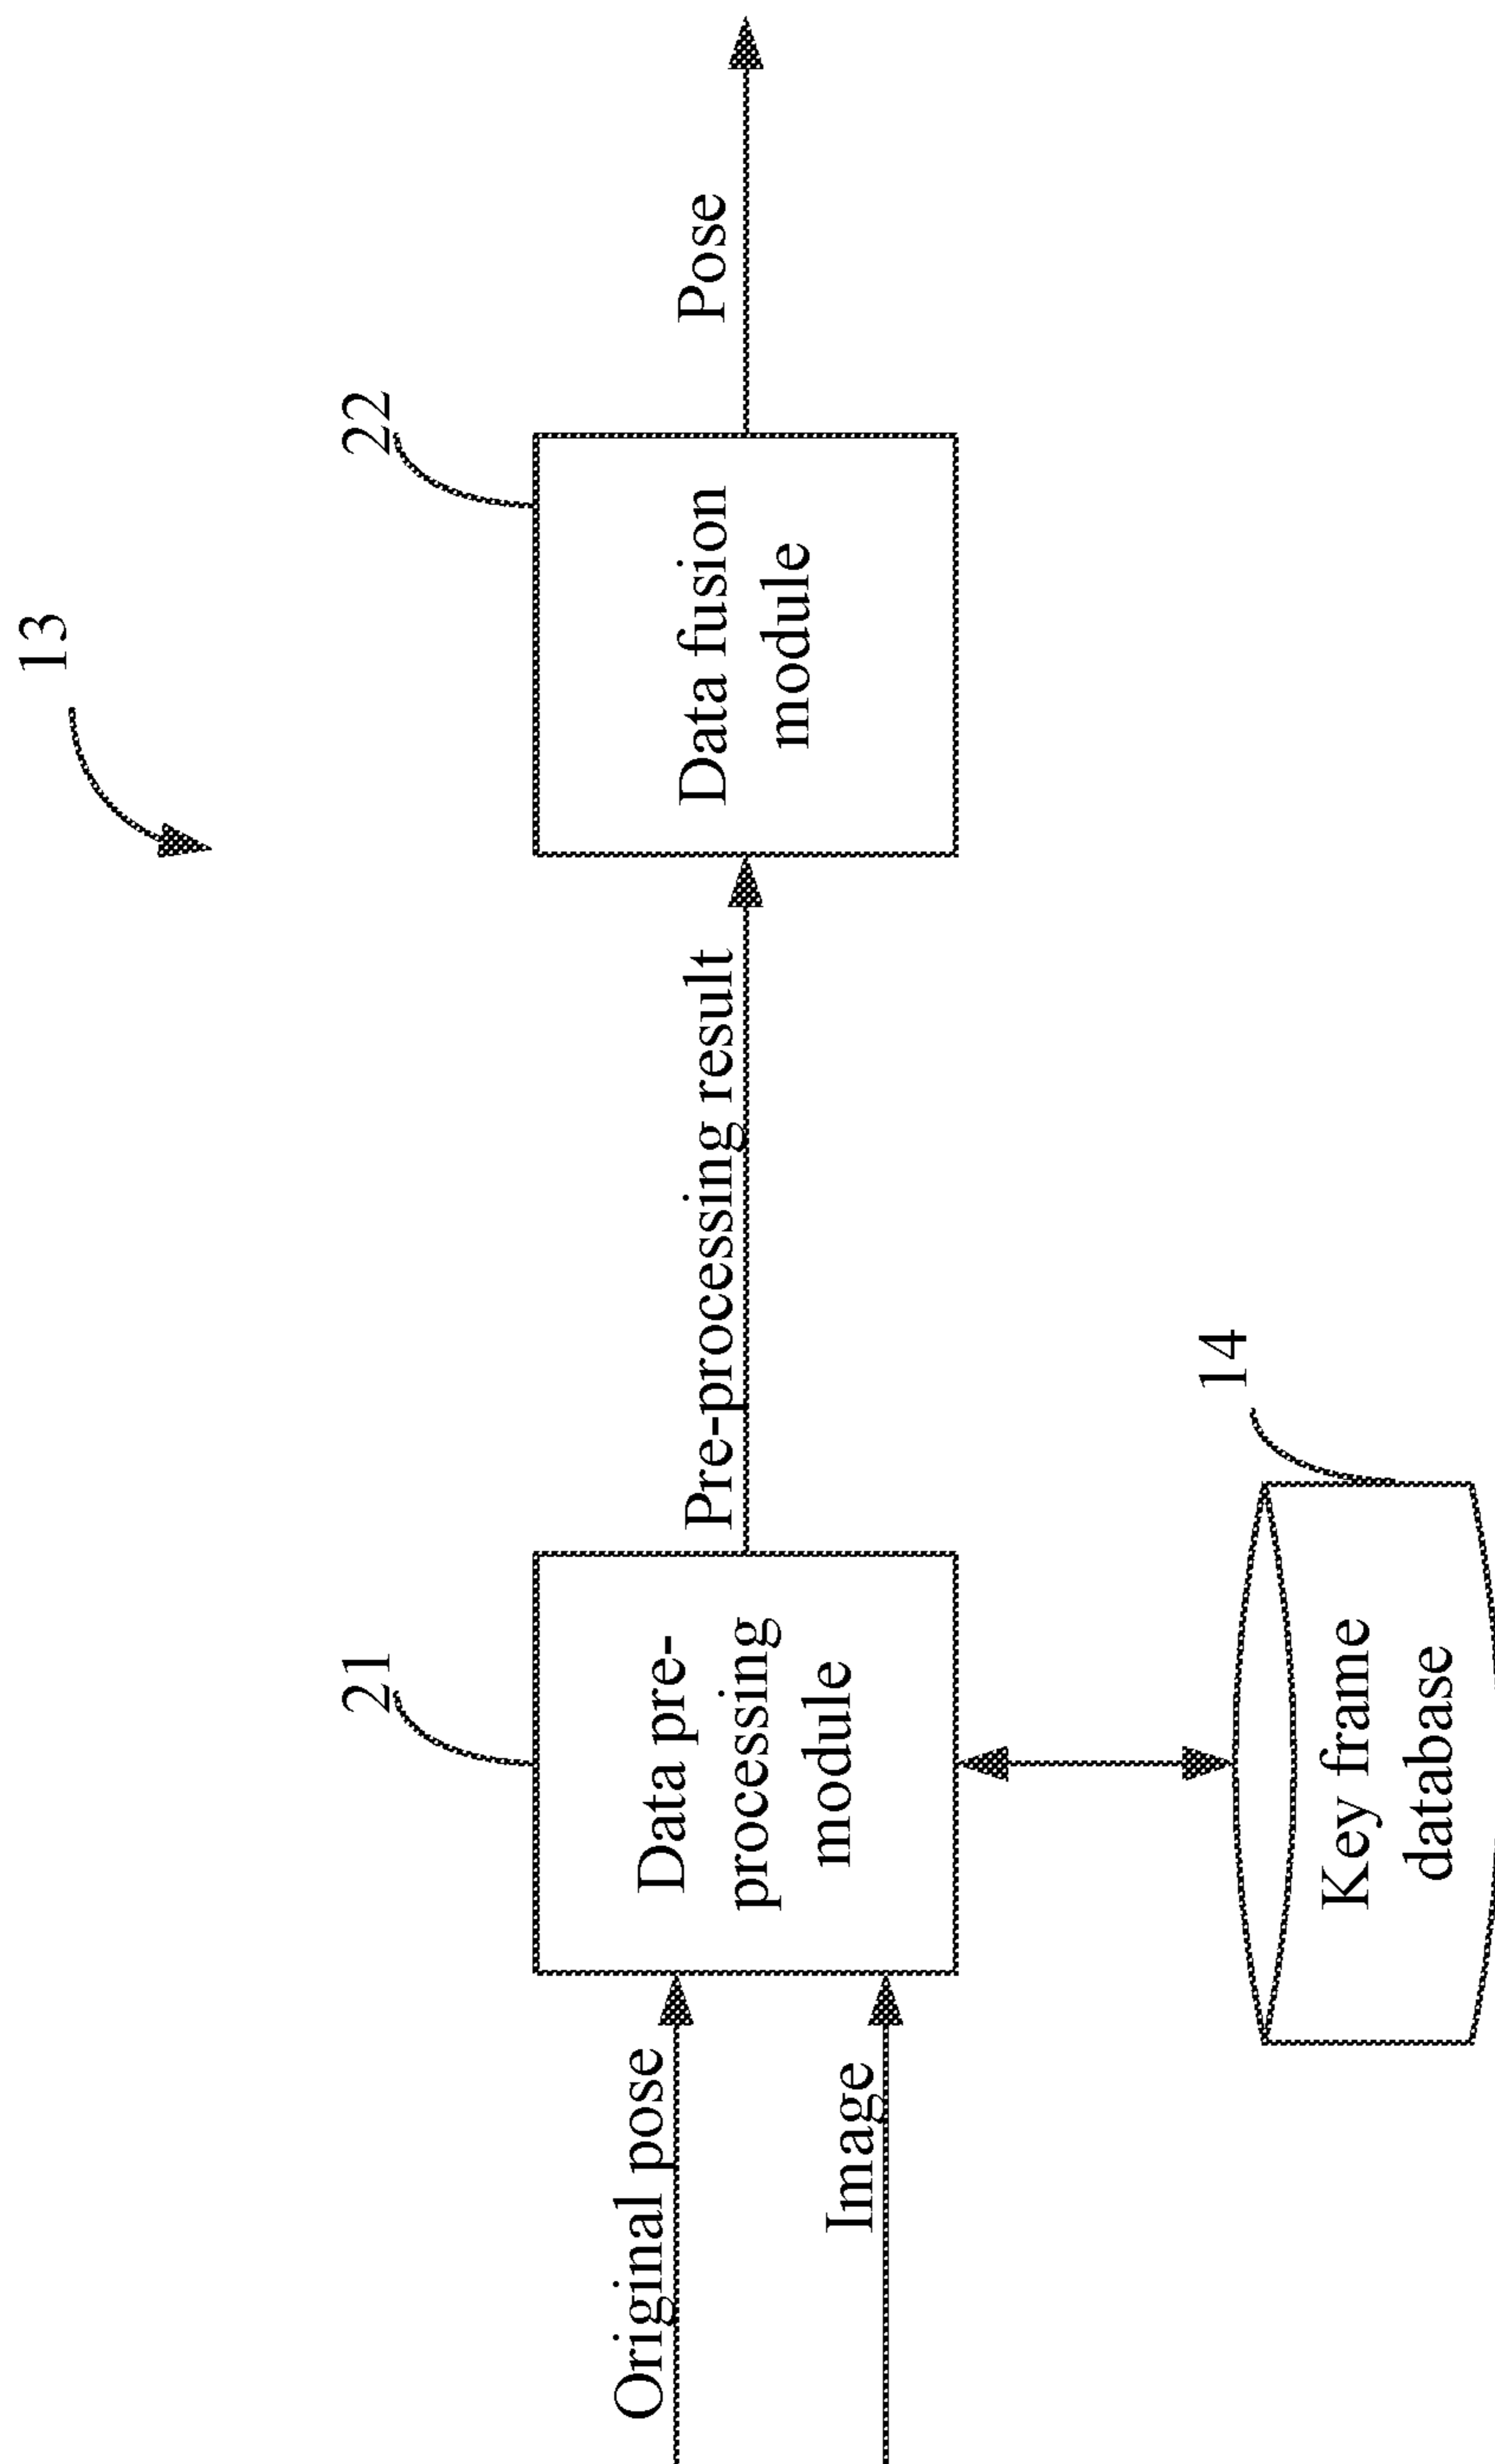 13
Original pose
Image
21
Data pre-
processing
module
Pre-processing result
22
Data fusion
module
Pose
14
Key frame
database